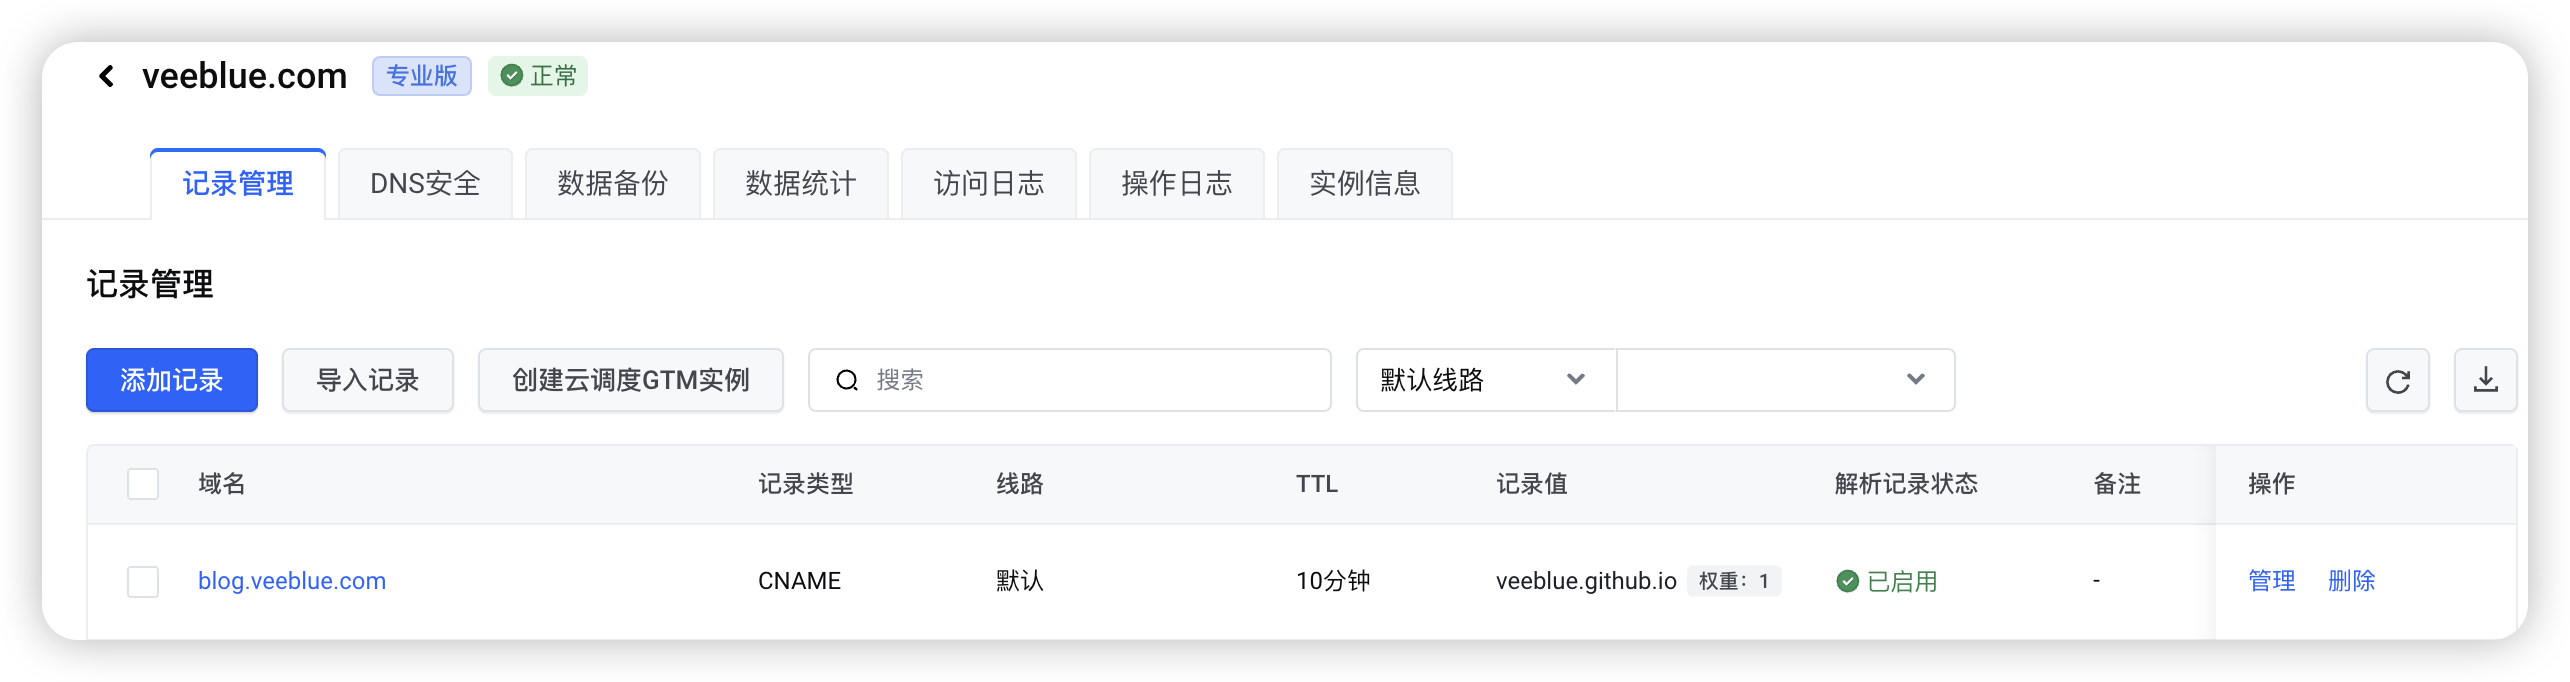 veeblue.com 专业版 正常
记录管理 DNS安全 数据备份 数据统计 访问日志 操作日志 实例信息
记录管理
添加记录 导入记录 创建云调度GTM实例 搜索 默认线路
域名 记录类型 线路 TTL 记录值 解析记录状态 备注 操作
blog.veeblue.com CNAME 默认 10分钟 veeblue.github.io 权重：1 已启用 - 管理 删除